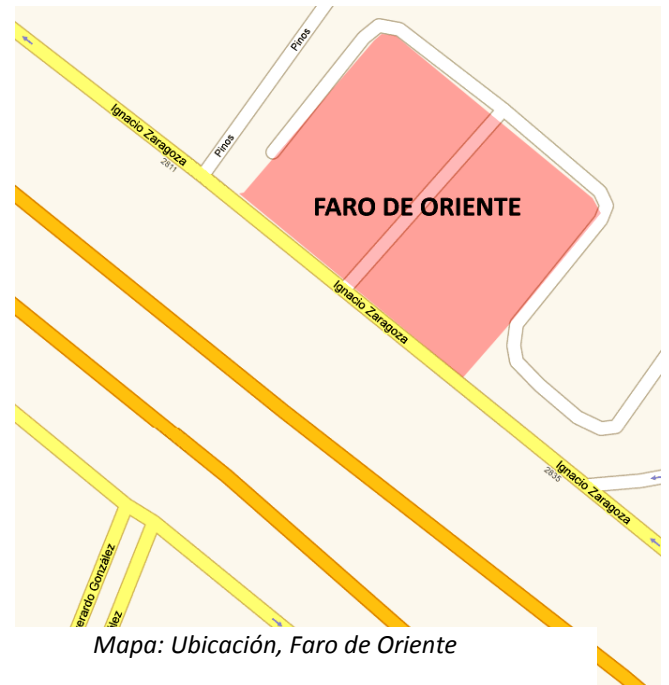 Pinos
Ignacio Zaragoza
2811
Pinos
FARO DE ORIENTE
Ignacio Zaragoza
Ignacio Zaragoza
2835
erardo González
Mapa: Ubicación, Faro de Oriente